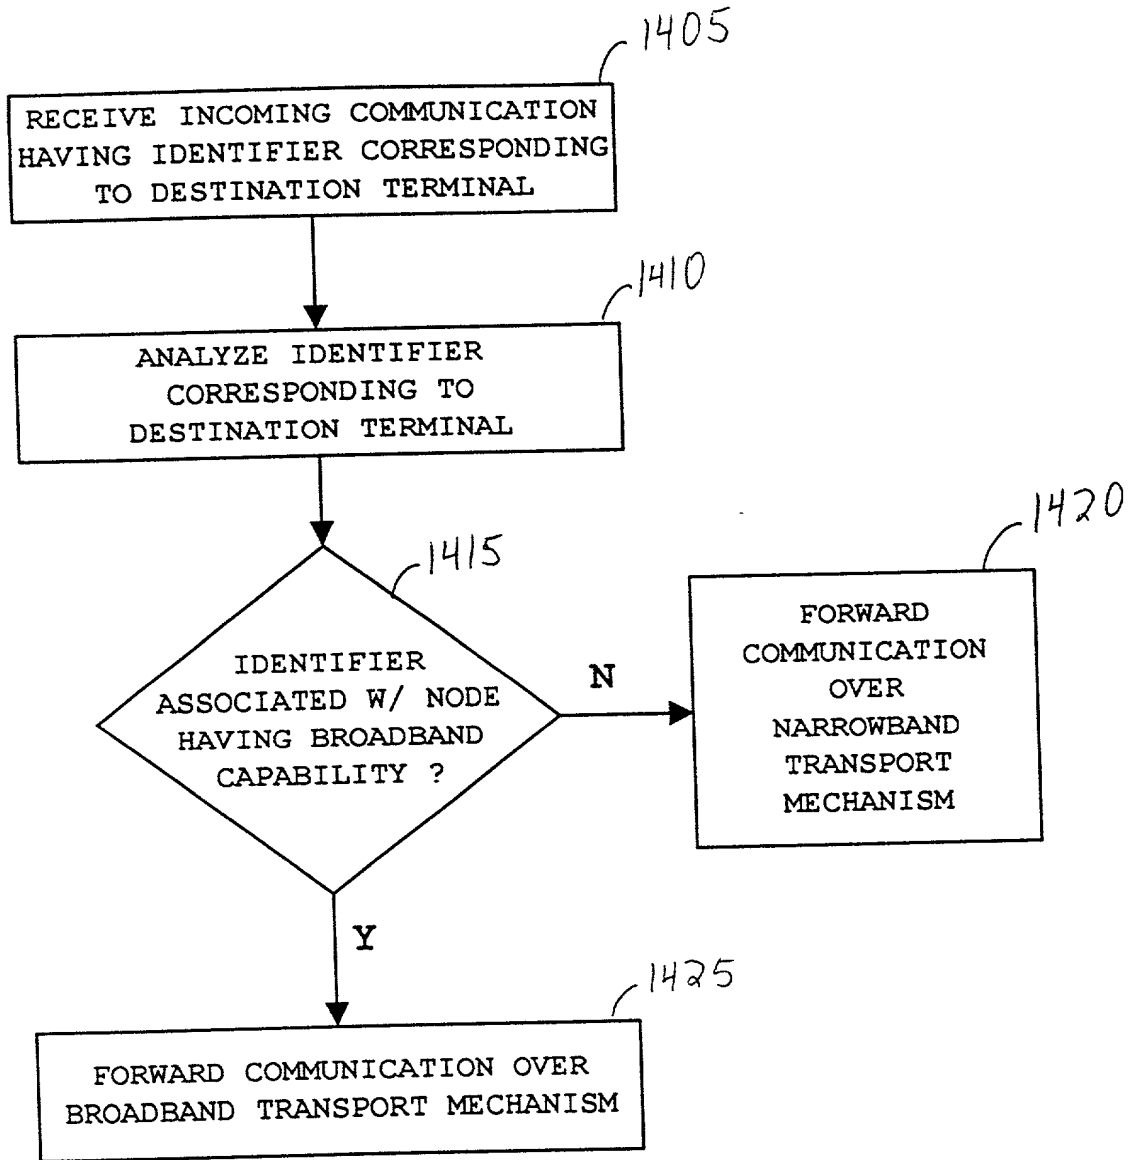 1405
RECEIVE INCOMING COMMUNICATION
HAVING IDENTIFIER CORRESPONDING
TO DESTINATION TERMINAL
1410
ANALYZE IDENTIFIER
CORRESPONDING TO
DESTINATION TERMINAL
1415
IDENTIFIER
ASSOCIATED W/ NODE
HAVING BROADBAND
CAPABILITY ?
N
1420
FORWARD
COMMUNICATION
OVER
NARROWBAND
TRANSPORT
MECHANISM
Y
1425
FORWARD COMMUNICATION OVER
BROADBAND TRANSPORT MECHANISM